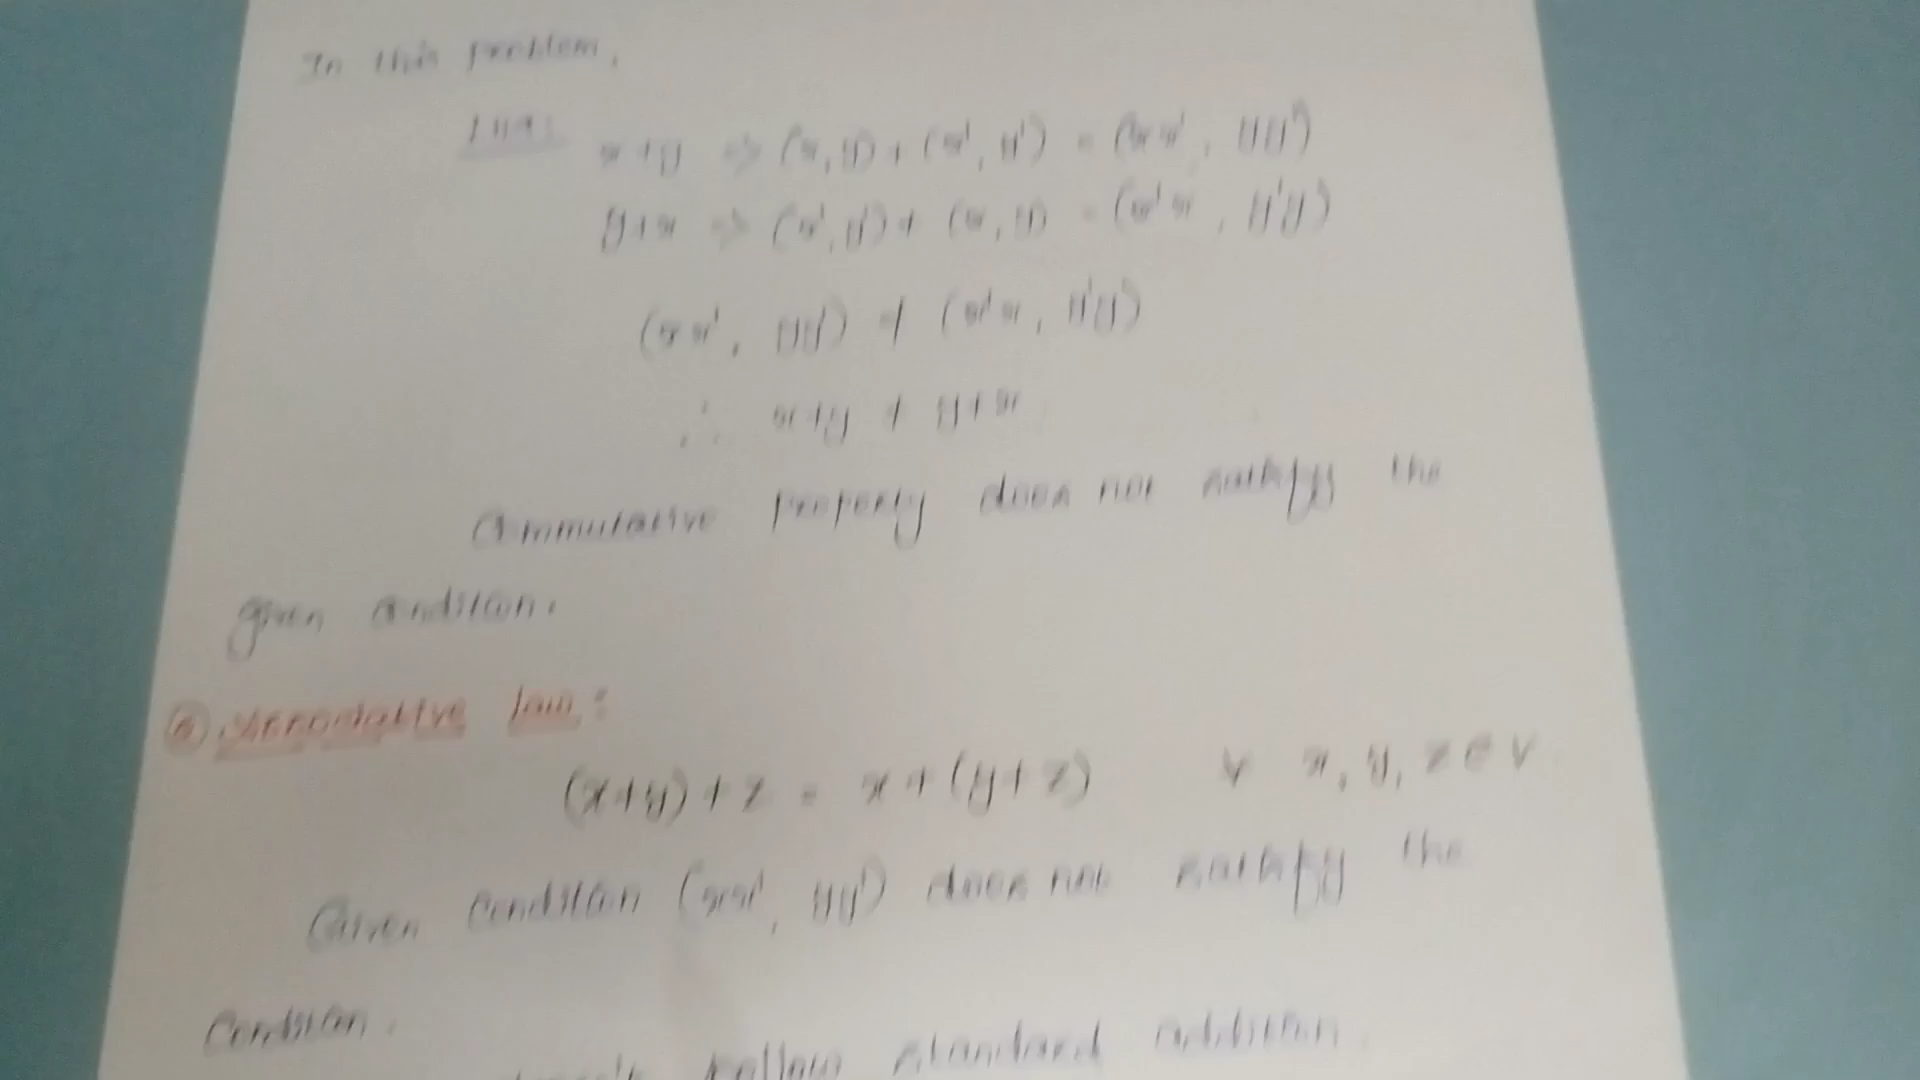 In this problem,
LHS: x+y => (x, y) + (x', y') = (xx', yy')
y+x => (x', y') + (x, y) = (x'x, y'y)
(xx', yy') ≠ (x'x, y'y)
∴ x+y ≠ y+x
Commutative property does not satisfy the
given condition.
Associative law:
(x+y)+z = x+(y+z) ∀ x, y, z ∈ V
Given Condition (xx', yy') does not satisfy the
Condition.
follow standard addition